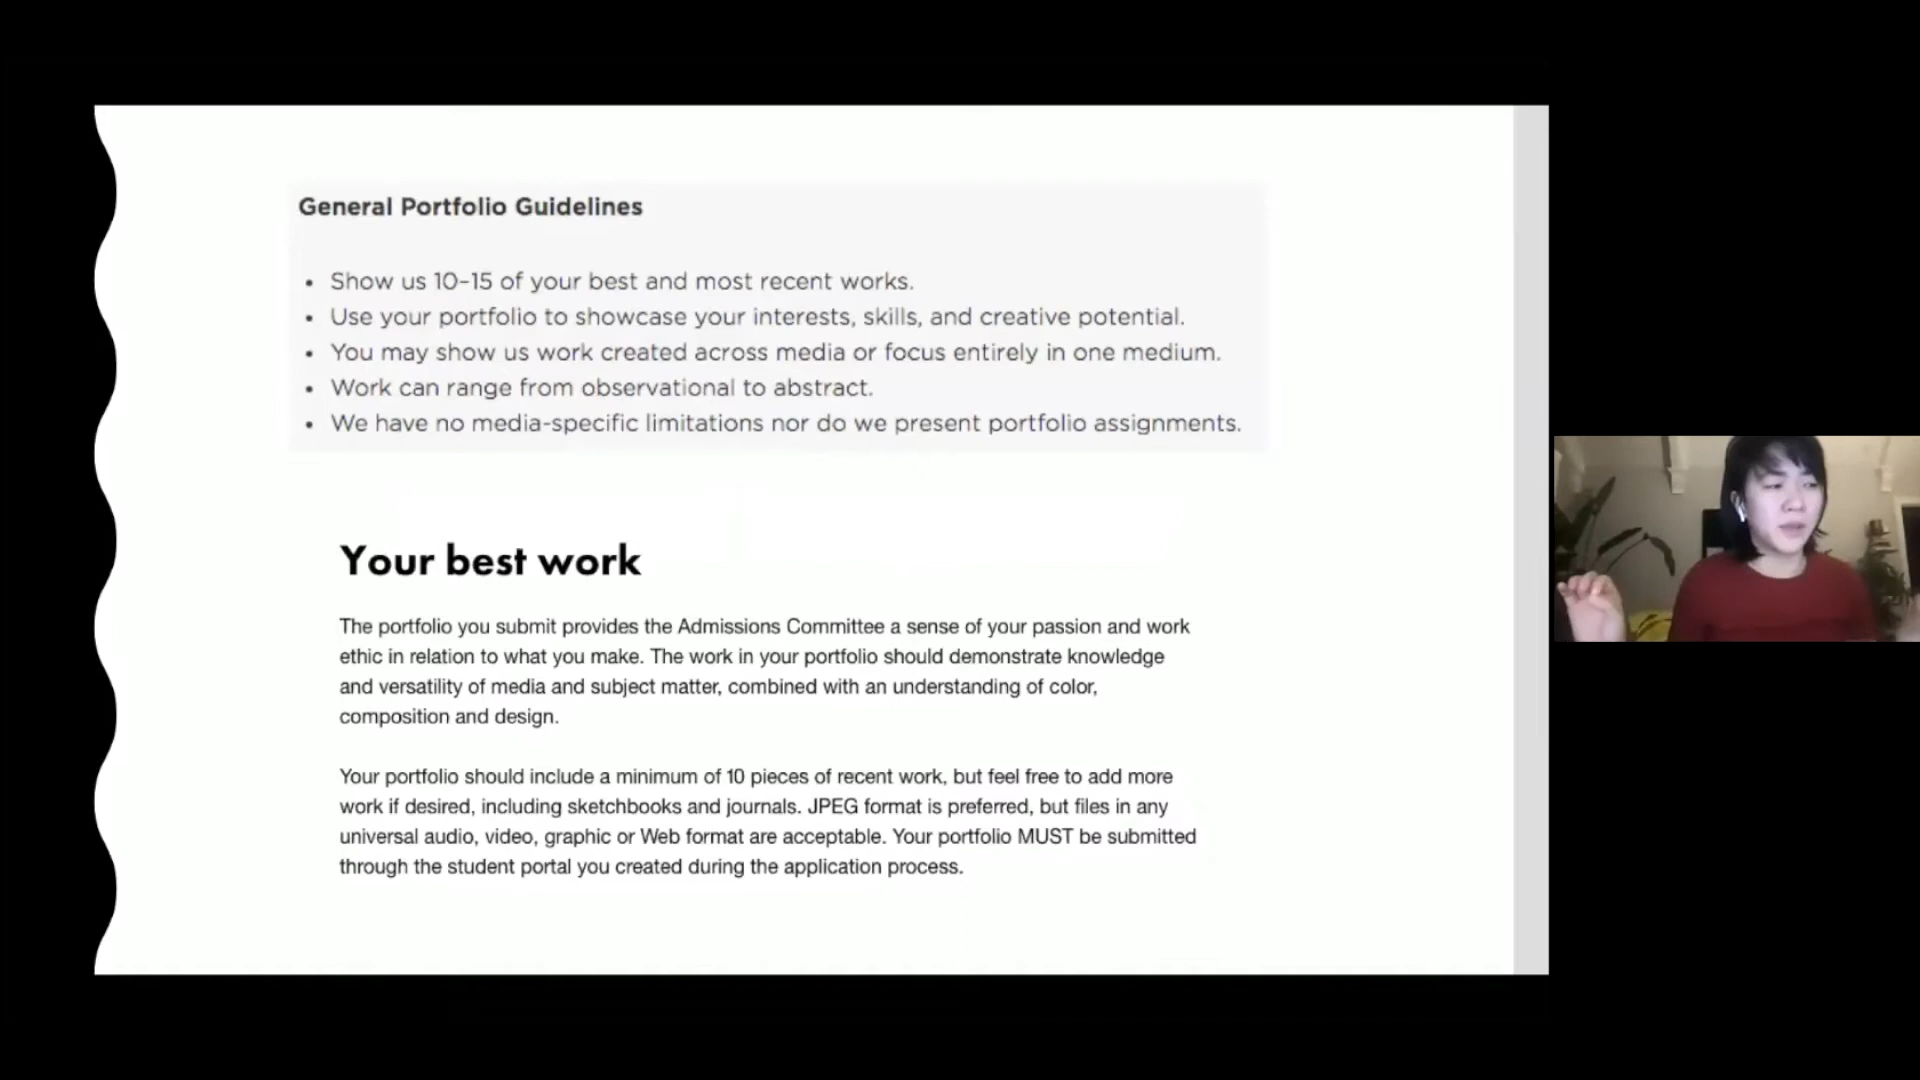 General Portfolio Guidelines
• Show us 10–15 of your best and most recent works.
• Use your portfolio to showcase your interests, skills, and creative potential.
• You may show us work created across media or focus entirely in one medium.
• Work can range from observational to abstract.
• We have no media-specific limitations nor do we present portfolio assignments.
Your best work
The portfolio you submit provides the Admissions Committee a sense of your passion and work
ethic in relation to what you make. The work in your portfolio should demonstrate knowledge
and versatility of media and subject matter, combined with an understanding of color,
composition and design.
Your portfolio should include a minimum of 10 pieces of recent work, but feel free to add more
work if desired, including sketchbooks and journals. JPEG format is preferred, but files in any
universal audio, video, graphic or Web format are acceptable. Your portfolio MUST be submitted
through the student portal you created during the application process.